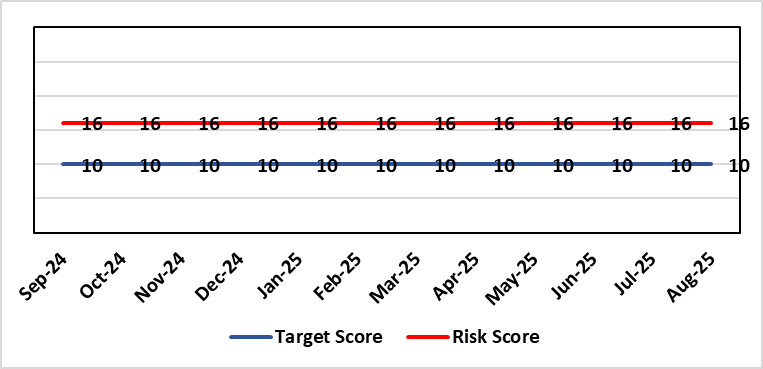 16 16 16 16 16 16 16 16 16 16 16 16
10 10 10 10 10 10 10 10 10 10 10 10
Sep-24 Oct-24 Nov-24 Dec-24 Jan-25 Feb-25 Mar-25 Apr-25 May-25 Jun-25 Jul-25 Aug-25
Target Score Risk Score